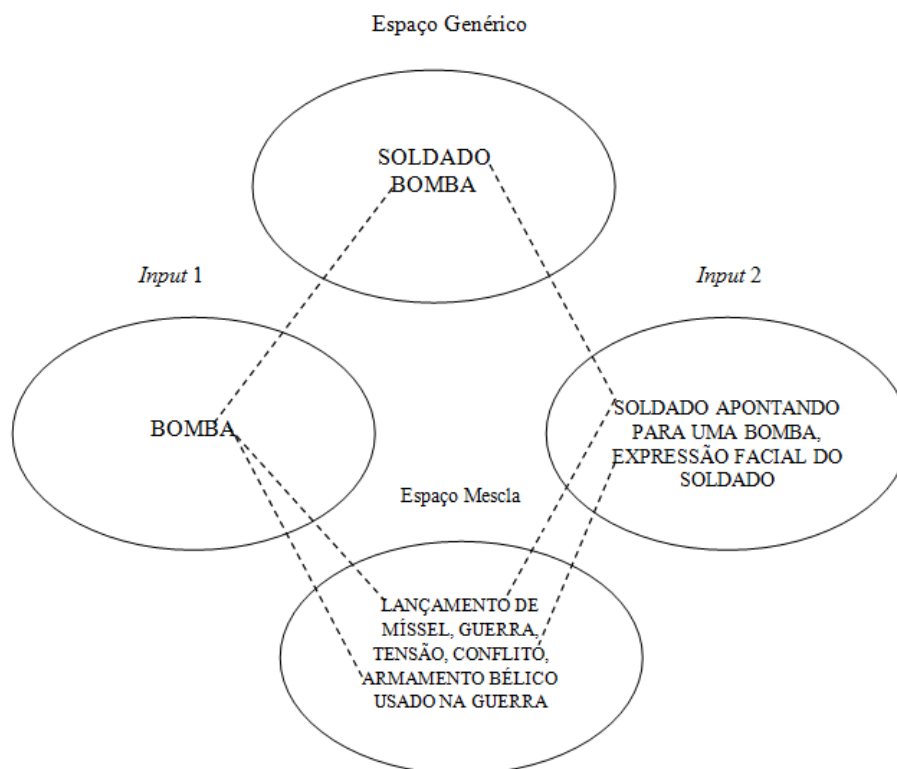 Espaço Genérico
SOLDADO
BOMBA
Input 1
Input 2
BOMBA
SOLDADO APONTANDO
PARA UMA BOMBA,
EXPRESSÃO FACIAL DO
SOLDADO
Espaço Mescla
LANÇAMENTO DE
MÍSSEL, GUERRA,
TENSÃO, CONFLITO,
ARMAMENTO BÉLICO
USADO NA GUERRA